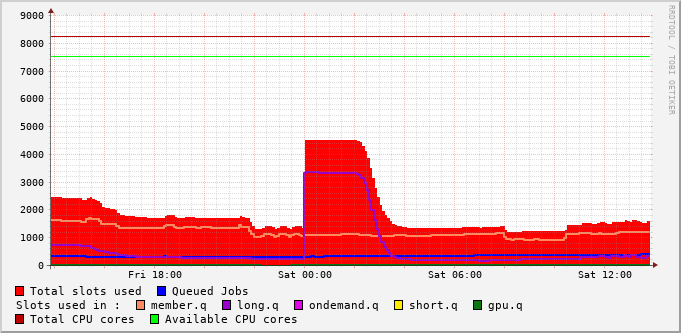 9000
8000
7000
6000
5000
4000
3000
2000
1000
0
Fri 18:00 Sat 00:00 Sat 06:00 Sat 12:00
RRDTOOL / TOBI OETIKER
Total slots used Queued Jobs
Slots used in : member.q long.q ondemand.q short.q gpu.q
Total CPU cores Available CPU cores